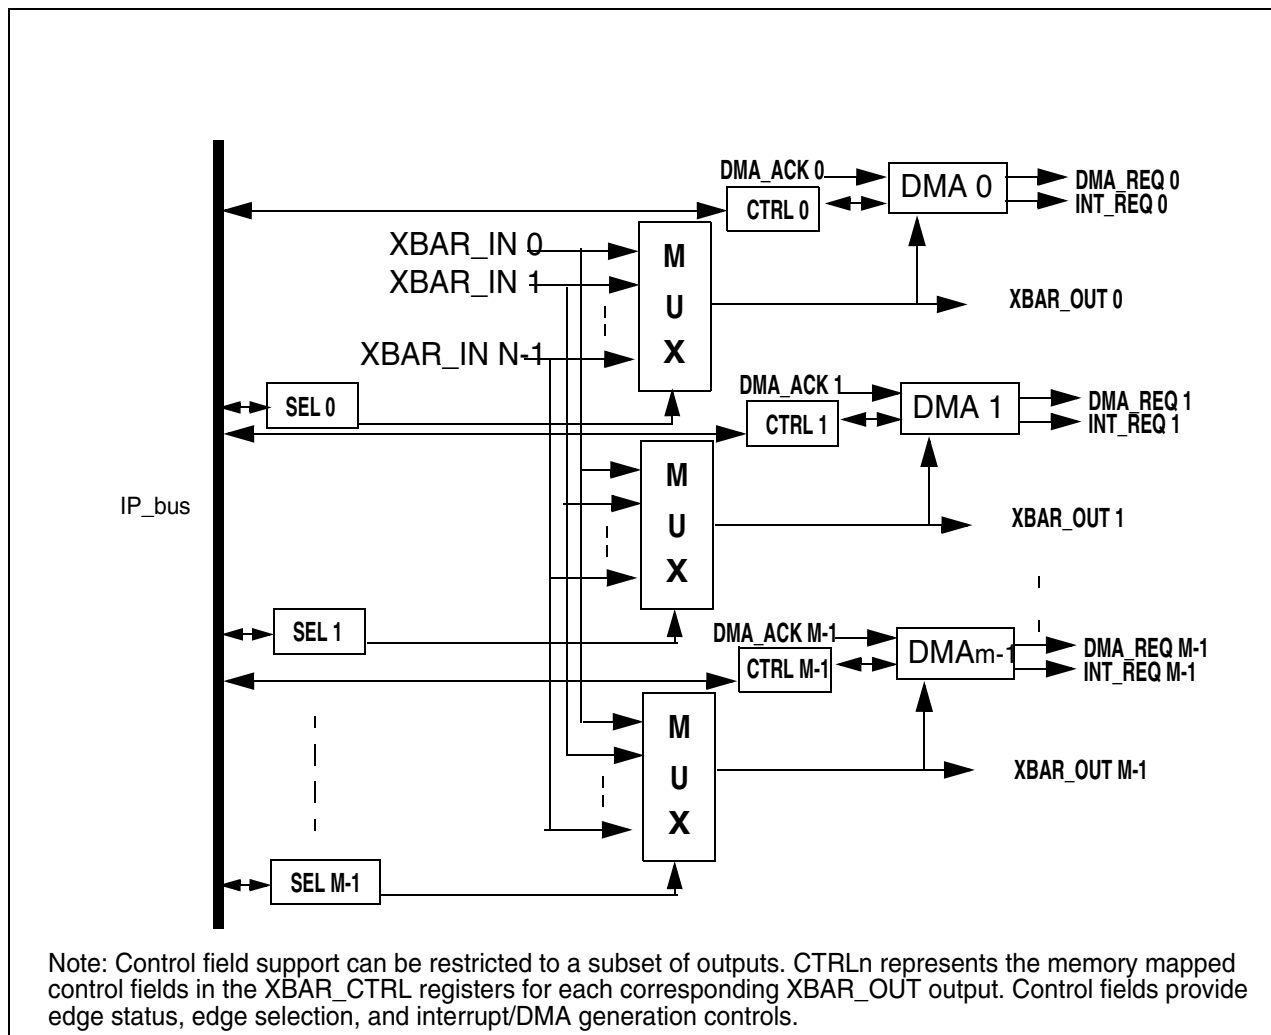 DMA_ACK 0
DMA 0
DMA_REQ 0
INT_REQ 0
CTRL 0
XBAR_IN 0
XBAR_IN 1
XBAR_IN N-1
M
U
X
XBAR_OUT 0
SEL 0
DMA_ACK 1
DMA 1
DMA_REQ 1
INT_REQ 1
CTRL 1
IP_bus
M
U
X
XBAR_OUT 1
SEL 1
DMA_ACK M-1
DMAm-1
DMA_REQ M-1
INT_REQ M-1
CTRL M-1
M
U
X
XBAR_OUT M-1
SEL M-1
Note: Control field support can be restricted to a subset of outputs. CTRLn represents the memory mapped
control fields in the XBAR_CTRL registers for each corresponding XBAR_OUT output. Control fields provide
edge status, edge selection, and interrupt/DMA generation controls.